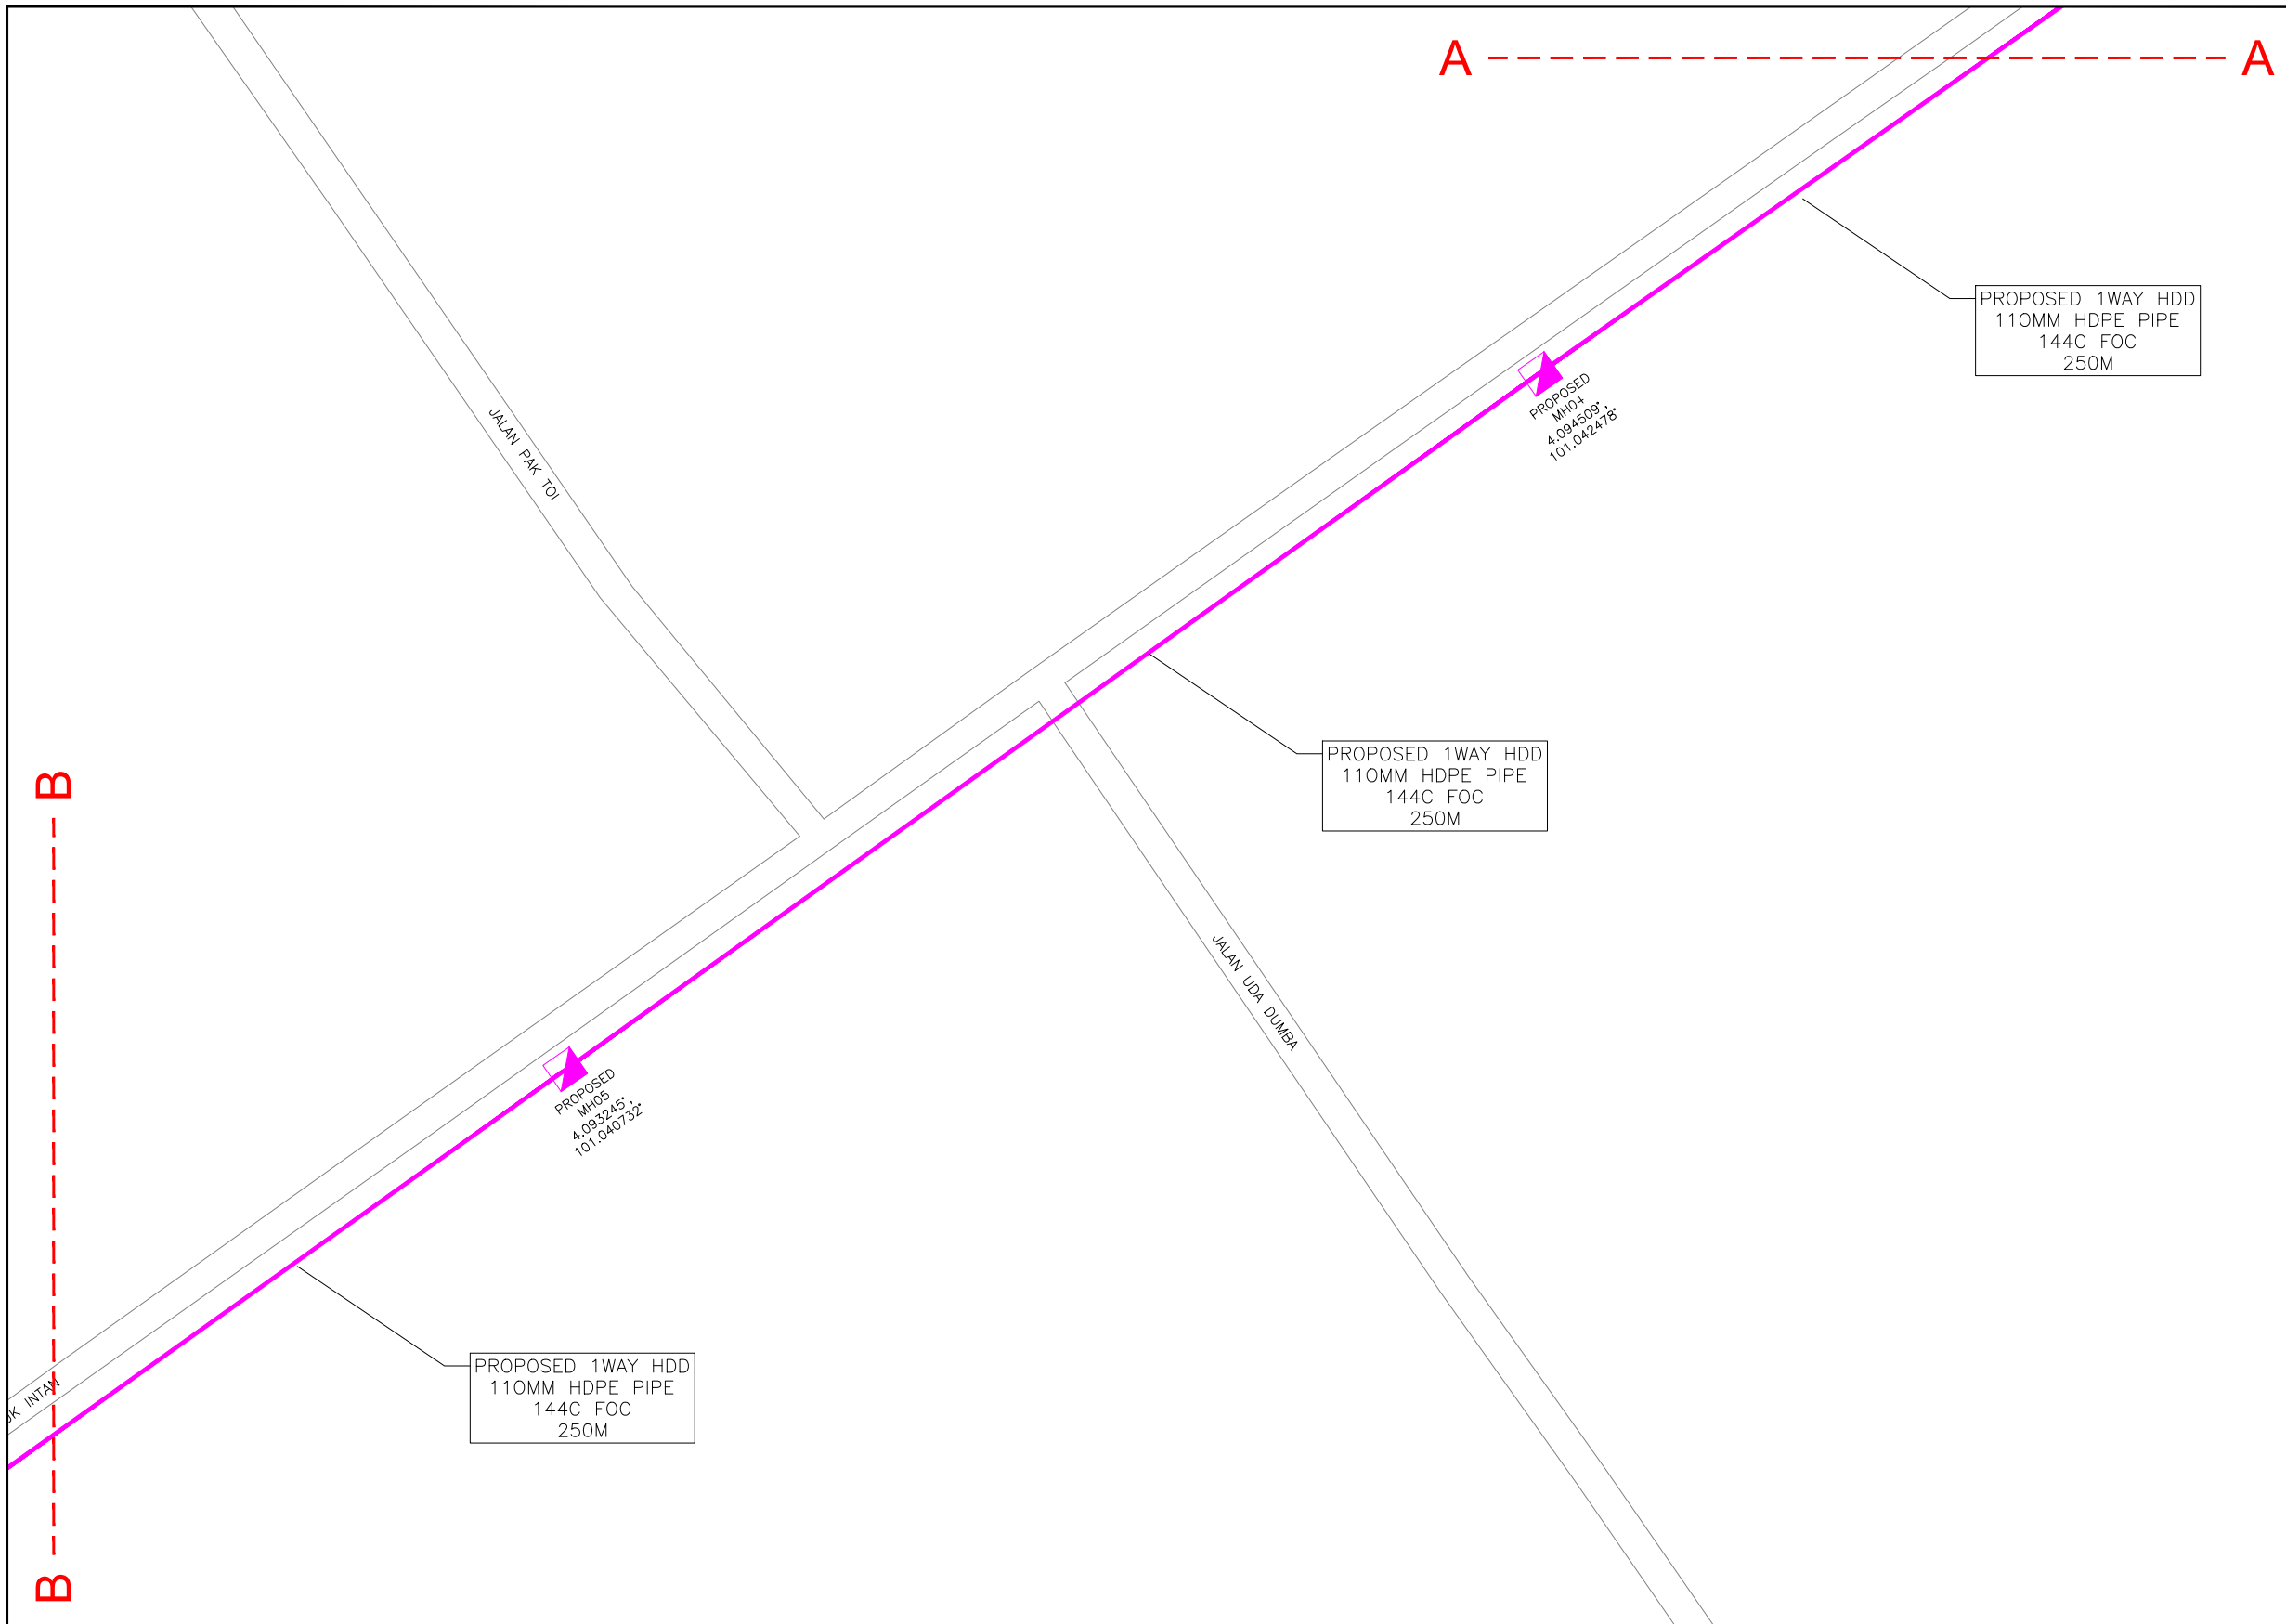 A
A
PROPOSED 1WAY HDD
110MM HDPE PIPE
144C FOC
250M
PROPOSED
MH04
4.094509°,
101.042478°
JALAN PAK TOI
PROPOSED 1WAY HDD
110MM HDPE PIPE
144C FOC
250M
B
JALAN UDA DUMBA
PROPOSED
MH05
4.093245°,
101.040732°
PROPOSED 1WAY HDD
110MM HDPE PIPE
144C FOC
250M
INTAN
B